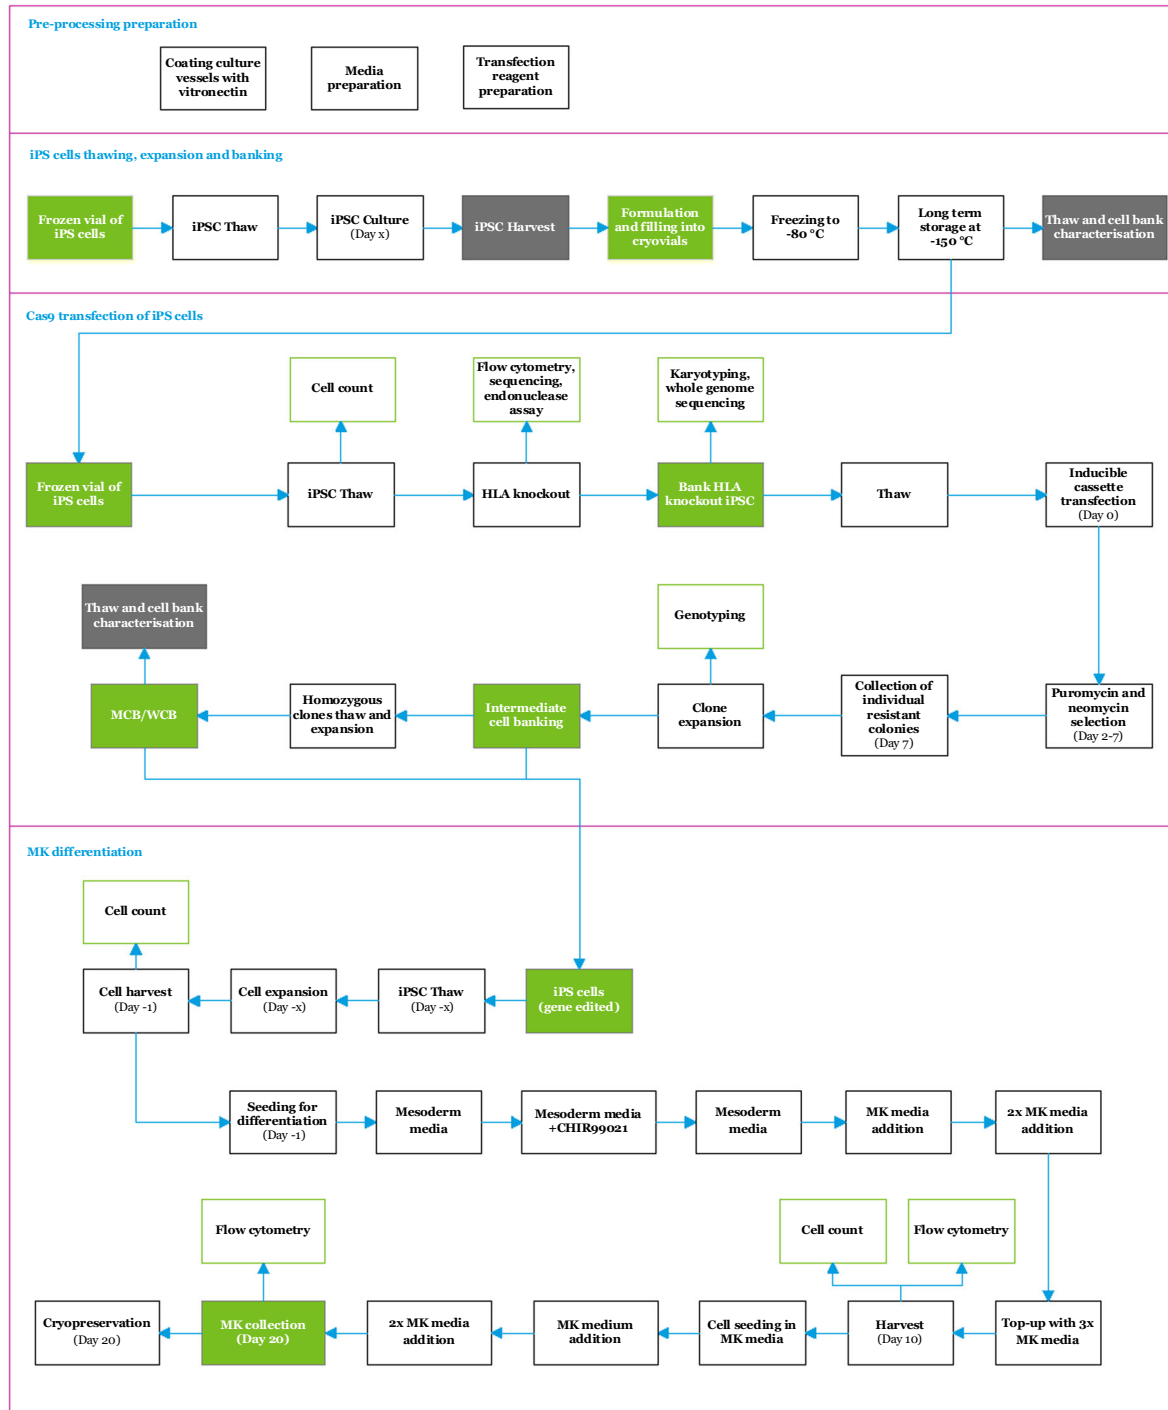 Pre-processing preparation
Coating culture
vessels with
vitronectin
Media
preparation
Transfection
reagent
preparation
iPS cells thawing, expansion and banking
Frozen vial of
iPS cells
iPSC Thaw
iPSC Culture
(Day x)
iPSC Harvest
Formulation
and filling into
cryovials
Freezing to
-80 °C
Long term
storage at
-150 °C
Thaw and cell bank
characterisation
Cas9 transfection of iPS cells
Cell count
Flow cytometry,
sequencing,
endonuclease
assay
Karyotyping,
whole genome
sequencing
Frozen vial of
iPS cells
iPSC Thaw
HLA knockout
Bank HLA
knockout iPSC
Thaw
Inducible
cassette
transfection
(Day 0)
Thaw and cell bank
characterisation
Genotyping
MCB/WCB
Homozygous
clones thaw and
expansion
Intermediate
cell banking
Clone
expansion
Collection of
individual
resistant
colonies
(Day 7)
Puromycin and
neomycin
selection
(Day 2-7)
MK differentiation
Cell count
Cell harvest
(Day -1)
Cell expansion
(Day -x)
iPSC Thaw
(Day -x)
iPS cells
(gene edited)
Seeding for
differentiation
(Day -1)
Mesoderm
media
Mesoderm media
+CHIR99021
Mesoderm
media
MK media
addition
2x MK media
addition
Flow cytometry
Cell count
Flow cytometry
Cryopreservation
(Day 20)
MK collection
(Day 20)
2x MK media
addition
MK medium
addition
Cell seeding in
MK media
Harvest
(Day 10)
Top-up with 3x
MK media